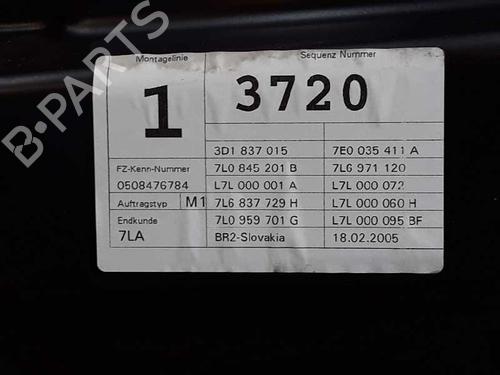 B-PARTS
Montagelinie Sequenz Nummer
1 3720
3D1 837 015 7E0 035 411 A
FZ-Kenn-Nummer 7L0 845 201 B 7L6 971 120
0508476784 L7L 000 001 A L7L 000 072
Auftragstyp M1 7L6 837 729 H L7L 000 060 H
Endkunde 7L0 959 701 G L7L 000 095 BF
7LA BR2-Slovakia 18.02.2005